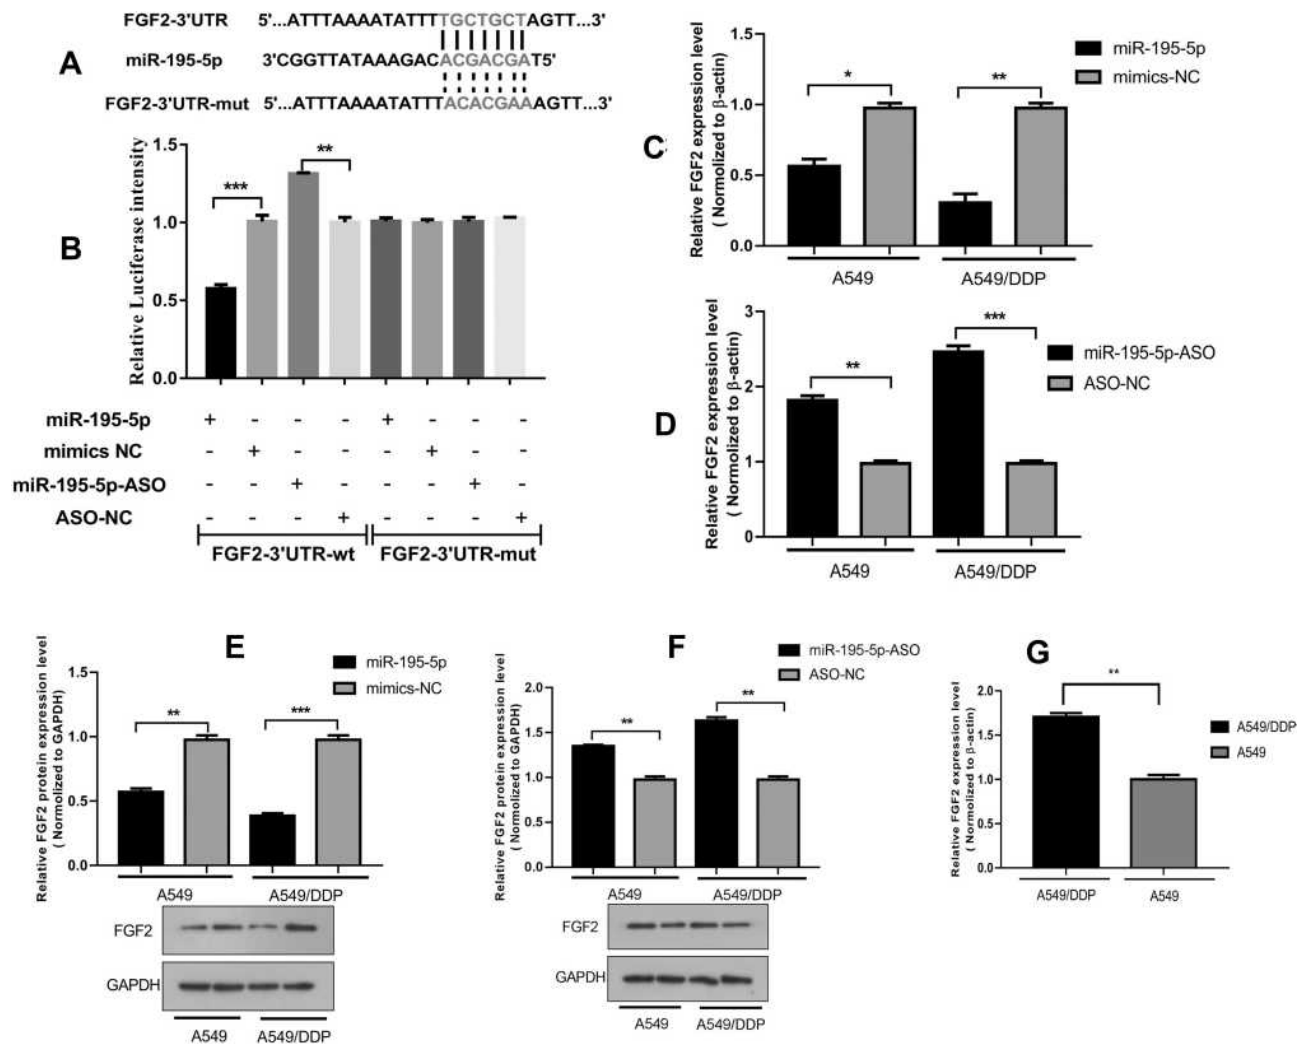 A
FGF2-3'UTR 5'...ATTTAAAATATTTTGCTGCTAGTT...3'
miR-195-5p 3'CGGTTATAAAGACACGACGAT5'
FGF2-3'UTR-mut 5'...ATTTAAAATATTTACACGAAAGTT...3'
B
Relative Luciferase intensity
1.5
1.0
0.5
0.0
***
**
miR-195-5p + - - - + - - -
mimics NC - + - - - + - -
miR-195-5p-ASO - - + - - - + -
ASO-NC - - - + - - - +
FGF2-3'UTR-wt FGF2-3'UTR-mut
C
Relative FGF2 expression level
( Normolized to β-actin)
1.5
1.0
0.5
0.0
*
**
miR-195-5p
mimics-NC
A549 A549/DDP
D
Relative FGF2 expression level
( Normolized to β-actin)
3
2
1
0
**
***
miR-195-5p-ASO
ASO-NC
A549 A549/DDP
E
Relative FGF2 protein expression level
( Normolized to GAPDH)
1.5
1.0
0.5
0.0
**
***
miR-195-5p
mimics-NC
A549 A549/DDP
FGF2
GAPDH
A549 A549/DDP
F
Relative FGF2 protein expression level
( Normolized to GAPDH)
2.0
1.5
1.0
0.5
0.0
**
**
miR-195-5p-ASO
ASO-NC
A549 A549/DDP
FGF2
GAPDH
A549 A549/DDP
G
Relative FGF2 expression level
( Normolized to β-actin)
2.0
1.5
1.0
0.5
0.0
**
A549/DDP
A549
A549/DDP A549